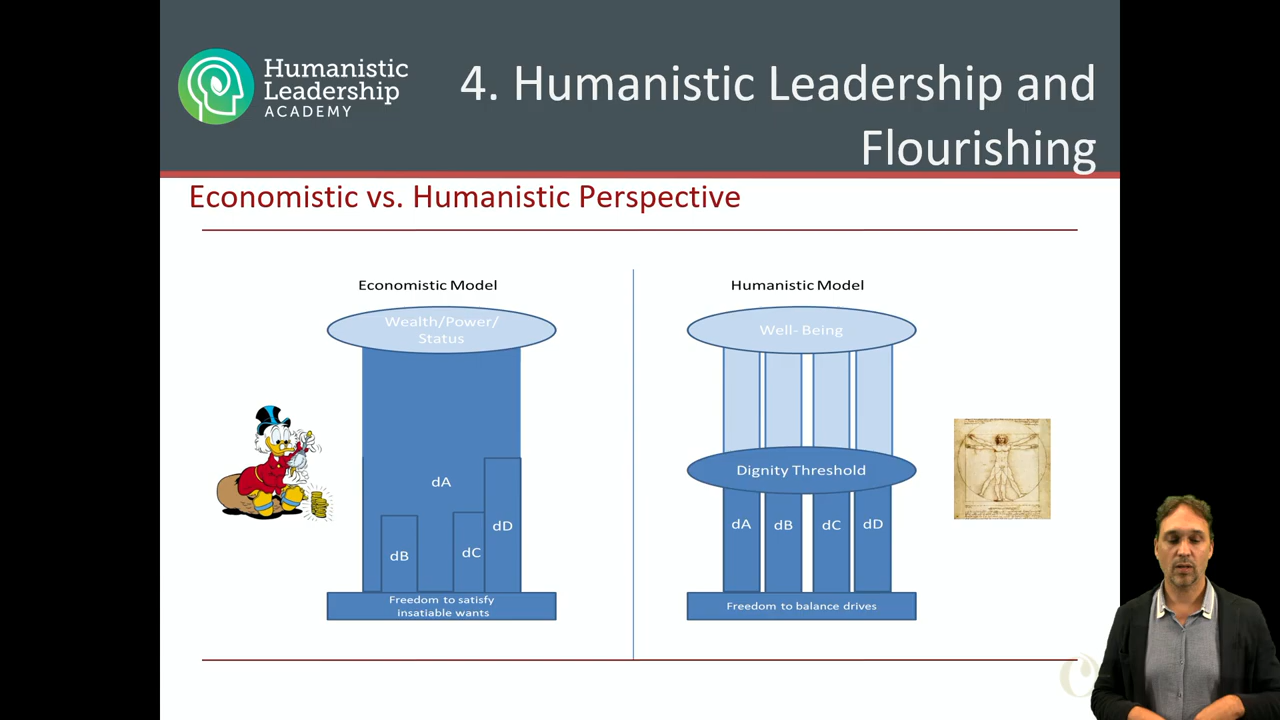 Humanistic
Leadership
ACADEMY
4. Humanistic Leadership and
Flourishing
Economistic vs. Humanistic Perspective
Economistic Model
Wealth/Power/
Status
dA
dB
dC
dD
Freedom to satisfy
insatiable wants
Humanistic Model
Well- Being
Dignity Threshold
dA
dB
dC
dD
Freedom to balance drives